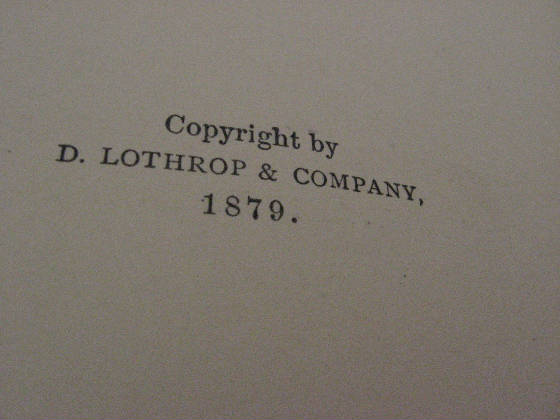 Copyright by
D. LOTHROP & COMPANY,
1879.